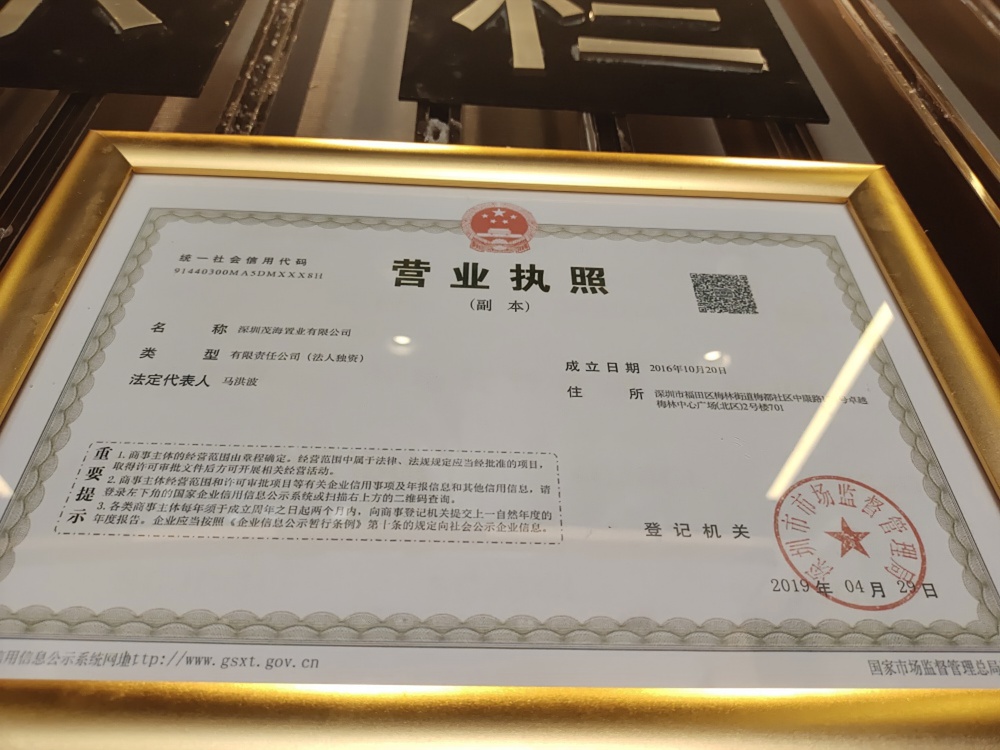 统一社会信用代码
91440300MA5DMXXX8H
营业执照
(副 本)
名 称 深圳茂海置业有限公司
类 型 有限责任公司（法人独资）
法定代表人 马洪波
成立日期 2016年10月20日
住 所 深圳市福田区梅林街道梅都社区中康路 号卓越
梅林中心广场(北区)2号楼701
重要提示
1.商事主体的经营范围由章程确定。经营范围中属于法律、法规规定应当经批准的项目，
取得许可审批文件后方可开展相关经营活动。
2.商事主体经营范围和许可审批项目等有关企业信用事项及年报信息和其他信用信息，请
登录左下角的国家企业信用信息公示系统或扫描右上方的二维码查询。
3.各类商事主体每年须于成立周年之日起两个月内，向商事登记机关提交上一自然年度的
年度报告。企业应当按照《企业信息公示暂行条例》第十条的规定向社会公示企业信息。
登记机关
深圳市市场监督管理局
2019年 04月 29日
信用信息公示系统网址http://www.gsxt.gov.cn
国家市场监督管理总局